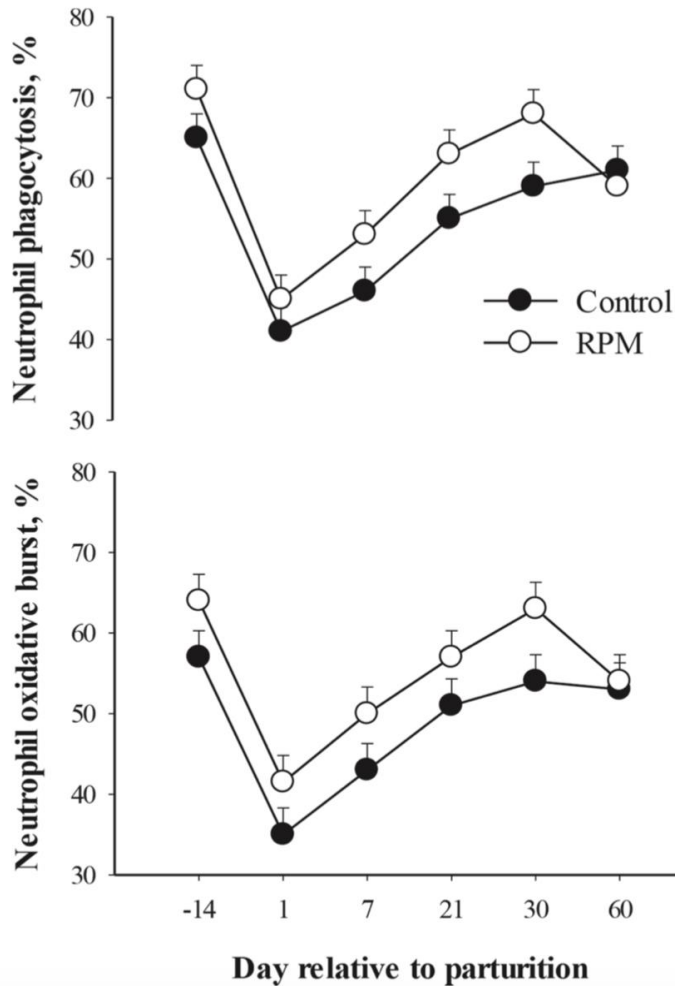 Neutrophil phagocytosis, %
80
70
60
50
40
30
Control
RPM
Neutrophil oxidative burst, %
80
70
60
50
40
30
-14 1 7 21 30 60
Day relative to parturition